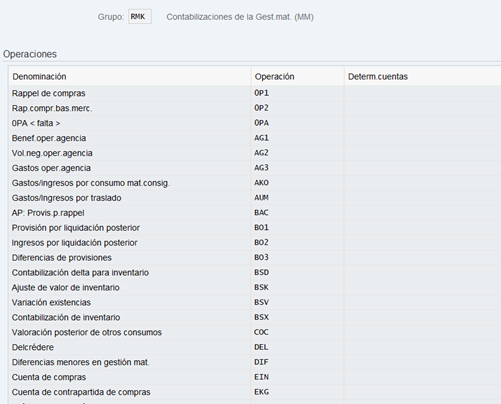 Grupo: RMK Contabilizaciones de la Gest.mat. (MM)
Operaciones
Denominación Operación Determ.cuentas
Rappel de compras 0P1
Rap.compr.bas.merc. 0P2
0PA < falta > 0PA
Benef.oper.agencia AG1
Vol.neg.oper.agencia AG2
Gastos oper.agencia AG3
Gastos/ingresos por consumo mat.consig. AKO
Gastos/Ingresos por traslado AUM
AP: Provis.p.rappel BAC
Provisión por liquidación posterior BO1
Ingresos por liquidación posterior BO2
Diferencias de provisiones BO3
Contabilización delta para inventario BSD
Ajuste de valor de inventario BSK
Variación existencias BSV
Contabilización de inventario BSX
Valoración posterior de otros consumos COC
Delcrédere DEL
Diferencias menores en gestión mat. DIF
Cuenta de compras EIN
Cuenta de contrapartida de compras EKG